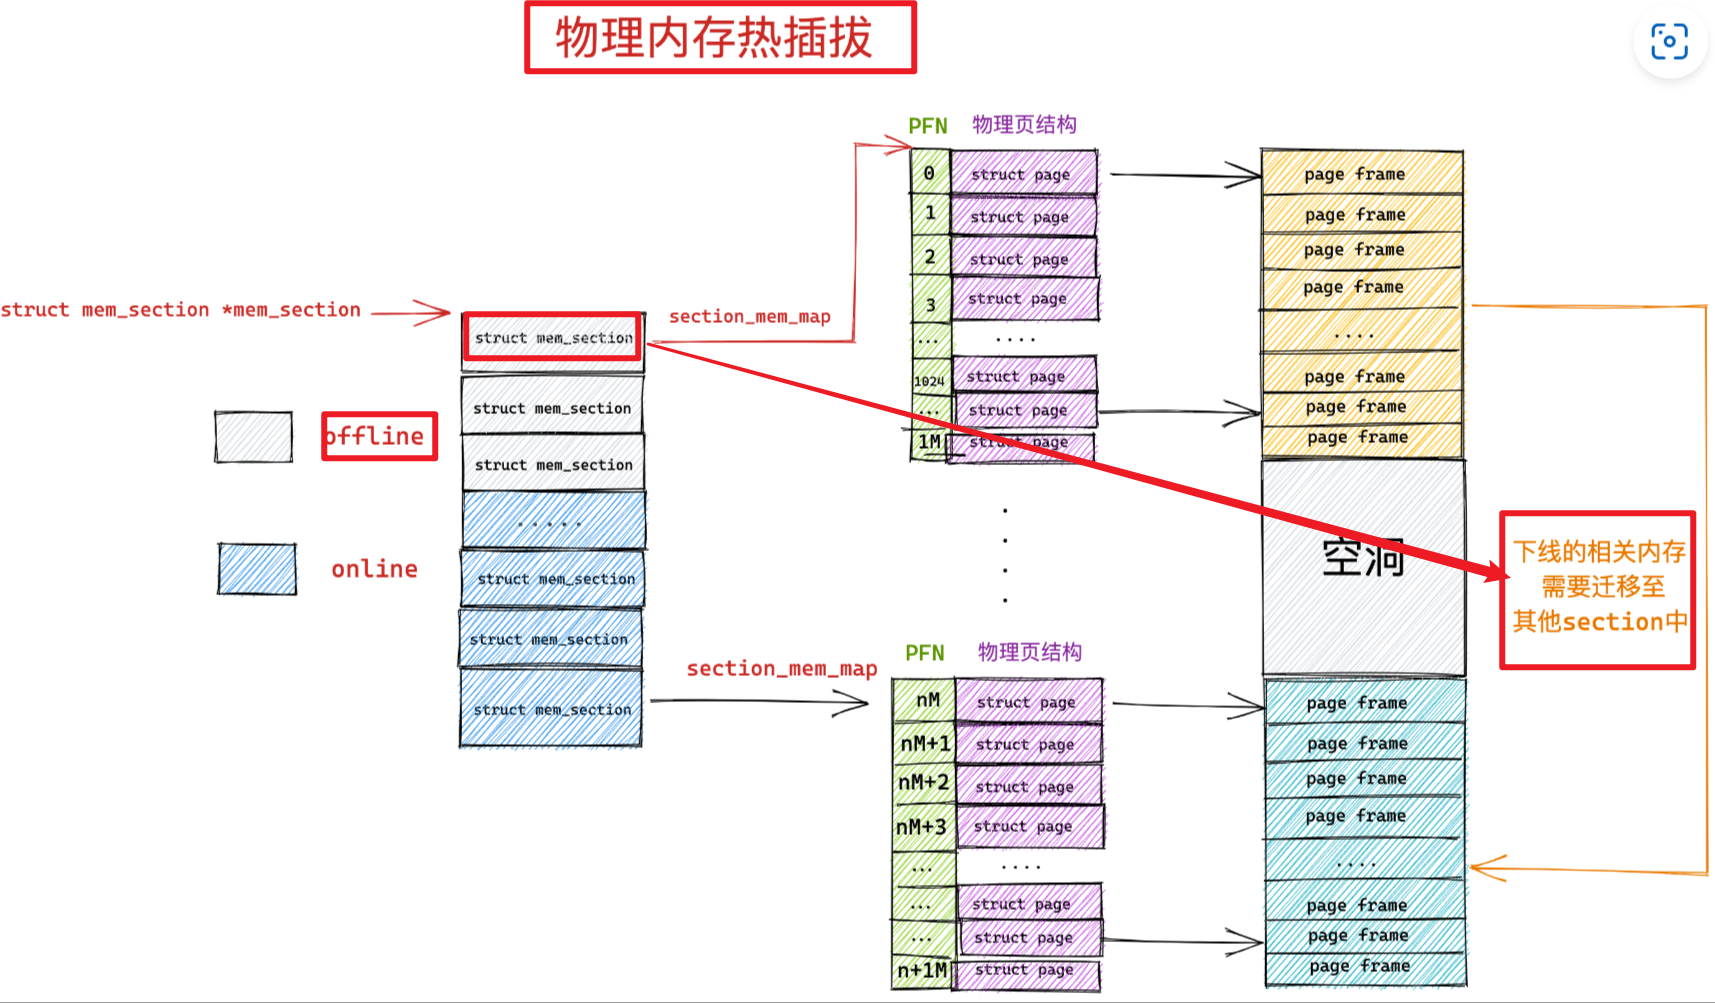 物理内存热插拔
PFN
物理页结构
0
struct page
page frame
1
struct page
page frame
2
struct page
page frame
3
struct page
page frame
...
....
....
1024
struct page
page frame
...
struct page
page frame
1M
struct page
page frame
struct mem_section *mem_section
struct mem_section
section_mem_map
struct mem_section
offline
struct mem_section
.....
online
struct mem_section
struct mem_section
struct mem_section
空洞
下线的相关内存
需要迁移至
其他section中
section_mem_map
PFN
物理页结构
nM
struct page
page frame
nM+1
struct page
page frame
nM+2
struct page
page frame
nM+3
struct page
page frame
...
....
....
...
struct page
page frame
...
struct page
page frame
n+1M
struct page
page frame